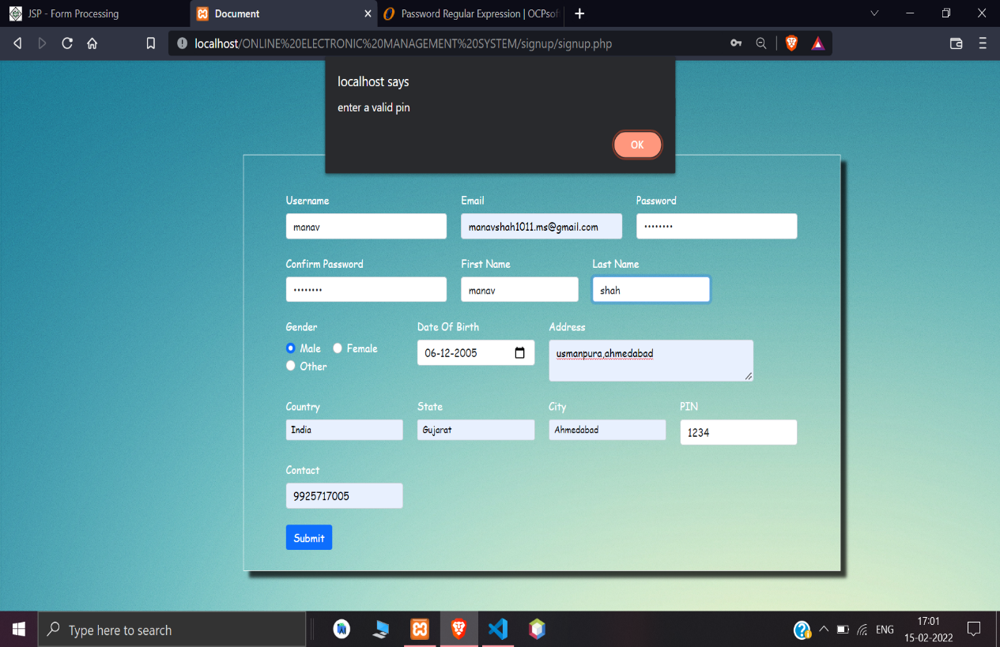 JSP - Form Processing
Document
Password Regular Expression | OCPsof
localhost/ONLINE%20ELECTRONIC%20MANAGEMENT%20SYSTEM/signup/signup.php
localhost says
enter a valid pin
OK
Username Email Password
manav manavshah1011.ms@gmail.com ••••••••
Confirm Password First Name Last Name
•••••••• manav shah
Gender Date Of Birth Address
Male Female 06-12-2005 usmanpura,ahmedabad
Other
Country State City PIN
India Gujarat Ahmedabad 1234
Contact
9925717005
Submit
Type here to search
ENG
17:01
15-02-2022